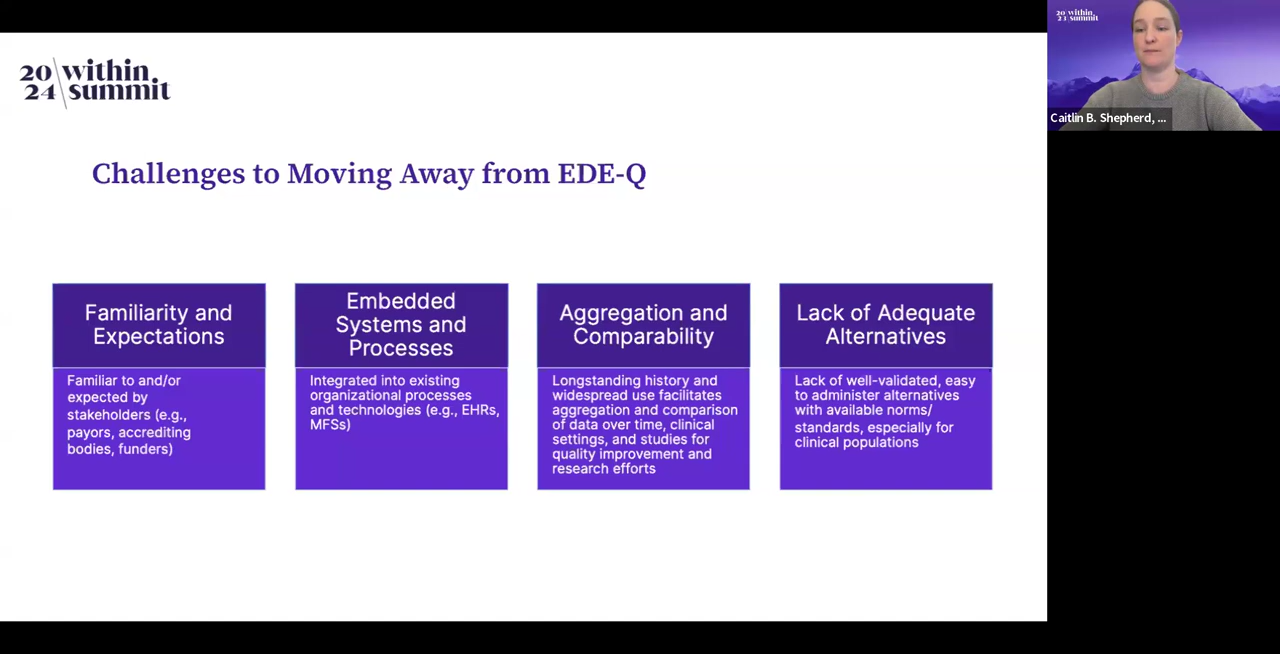 20 within
24 summit
Challenges to Moving Away from EDE-Q
Familiarity and
Expectations
Familiar to and/or
expected by
stakeholders (e.g.,
payors, accrediting
bodies, funders)
Embedded
Systems and
Processes
Integrated into existing
organizational processes
and technologies (e.g., EHRs,
MFSs)
Aggregation and
Comparability
Longstanding history and
widespread use facilitates
aggregation and comparison
of data over time, clinical
settings, and studies for
quality improvement and
research efforts
Lack of Adequate
Alternatives
Lack of well-validated, easy
to administer alternatives
with available norms/
standards, especially for
clinical populations
20 within
24 summit
Caitlin B. Shepherd, ...